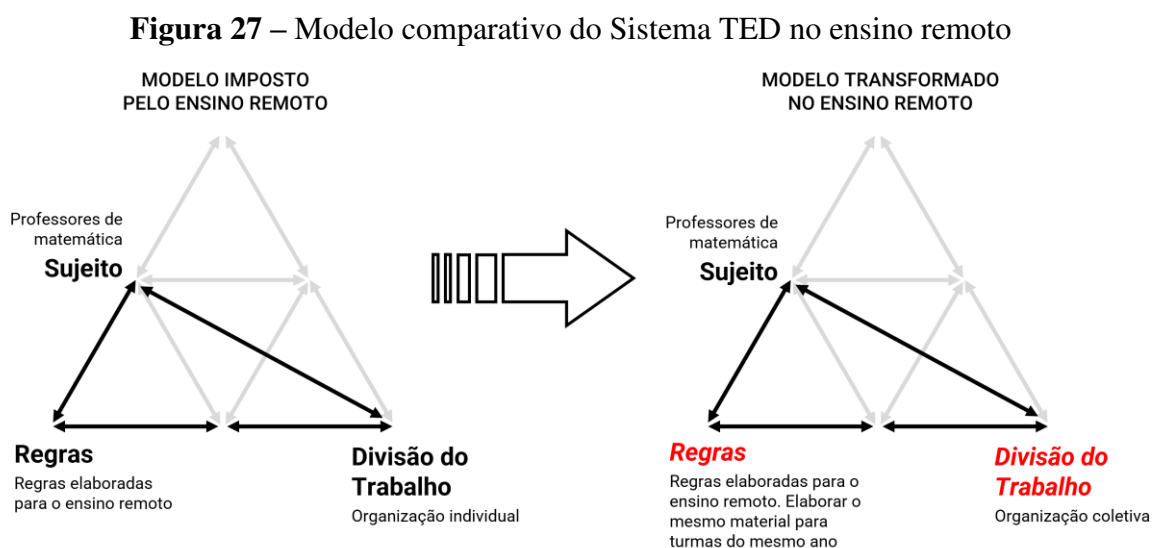 Figura 27 – Modelo comparativo do Sistema TED no ensino remoto
MODELO IMPOSTO
PELO ENSINO REMOTO
Professores de
matemática
Sujeito
Regras
Regras elaboradas
para o ensino remoto
Divisão do
Trabalho
Organização individual
MODELO TRANSFORMADO
NO ENSINO REMOTO
Professores de
matemática
Sujeito
Regras
Regras elaboradas para o
ensino remoto. Elaborar o
mesmo material para
turmas do mesmo ano
Divisão do
Trabalho
Organização coletiva